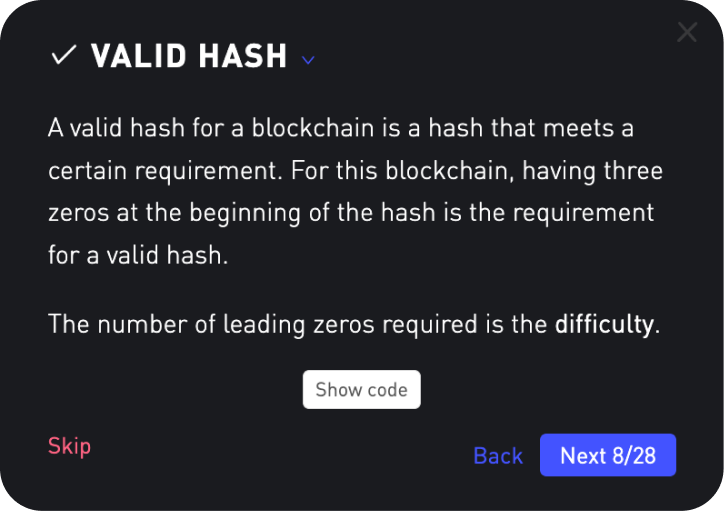 VALID HASH
A valid hash for a blockchain is a hash that meets a
certain requirement. For this blockchain, having three
zeros at the beginning of the hash is the requirement
for a valid hash.
The number of leading zeros required is the difficulty.
Show code
Skip
Back
Next 8/28